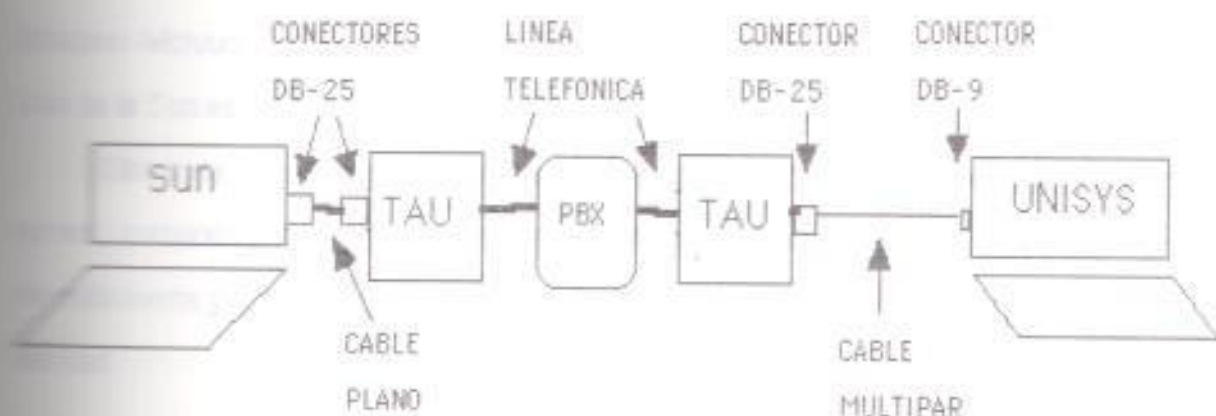 CONECTORES
DB-25
LINEA
TELEFONICA
CONECTOR
DB-25
CONECTOR
DB-9
sun
TAU
PBX
TAU
UNISYS
CABLE
PLANO
CABLE
MULTIPAR